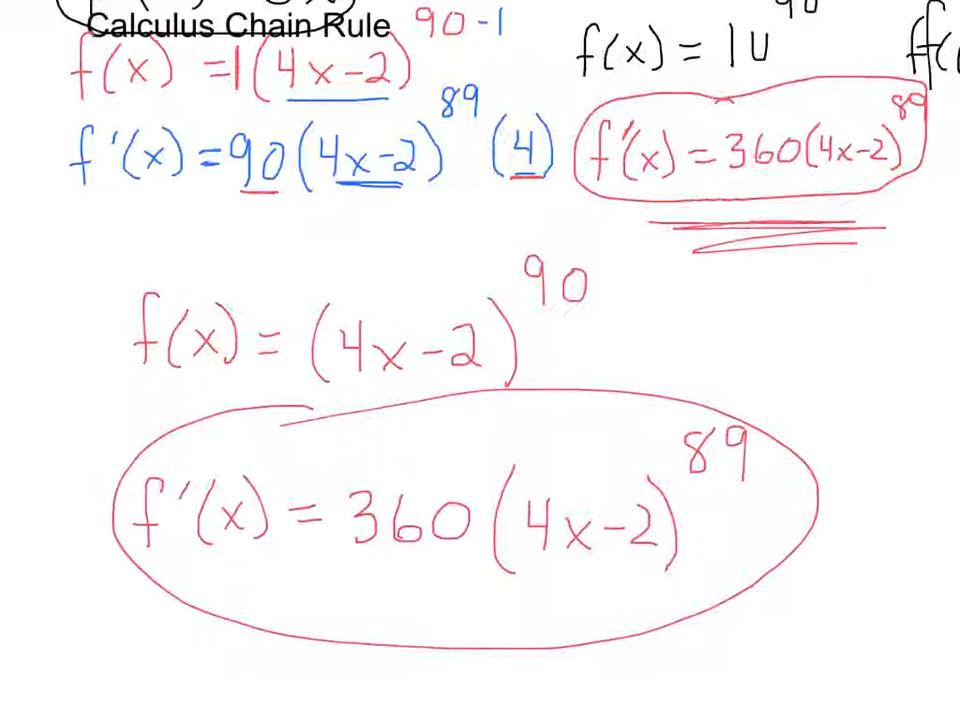 Calculus Chain Rule
f(x) = 1(4x-2)^90-1
f(x) = 1u^90
f'(x) = 90(4x-2)^89 (4)
f'(x) = 360(4x-2)^89
f(x) = (4x-2)^90
f'(x) = 360(4x-2)^89